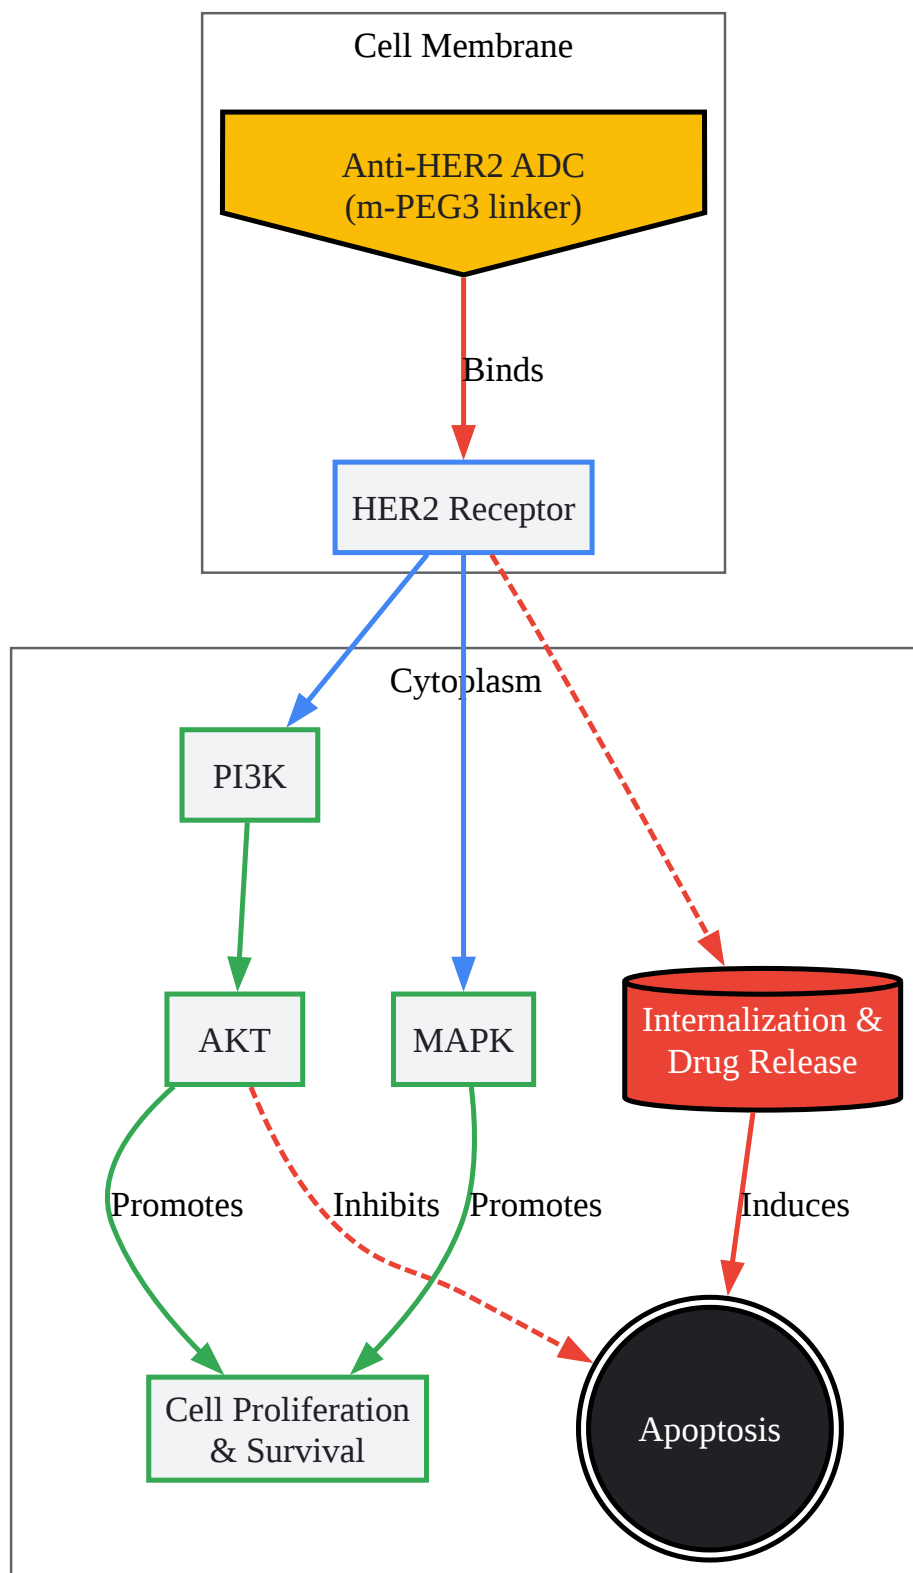 Cell Membrane
Anti-HER2 ADC
(m-PEG3 linker)
Binds
HER2 Receptor
Cytoplasm
PI3K
AKT
MAPK
Internalization &
Drug Release
Promotes
Inhibits
Promotes
Induces
Cell Proliferation
& Survival
Apoptosis